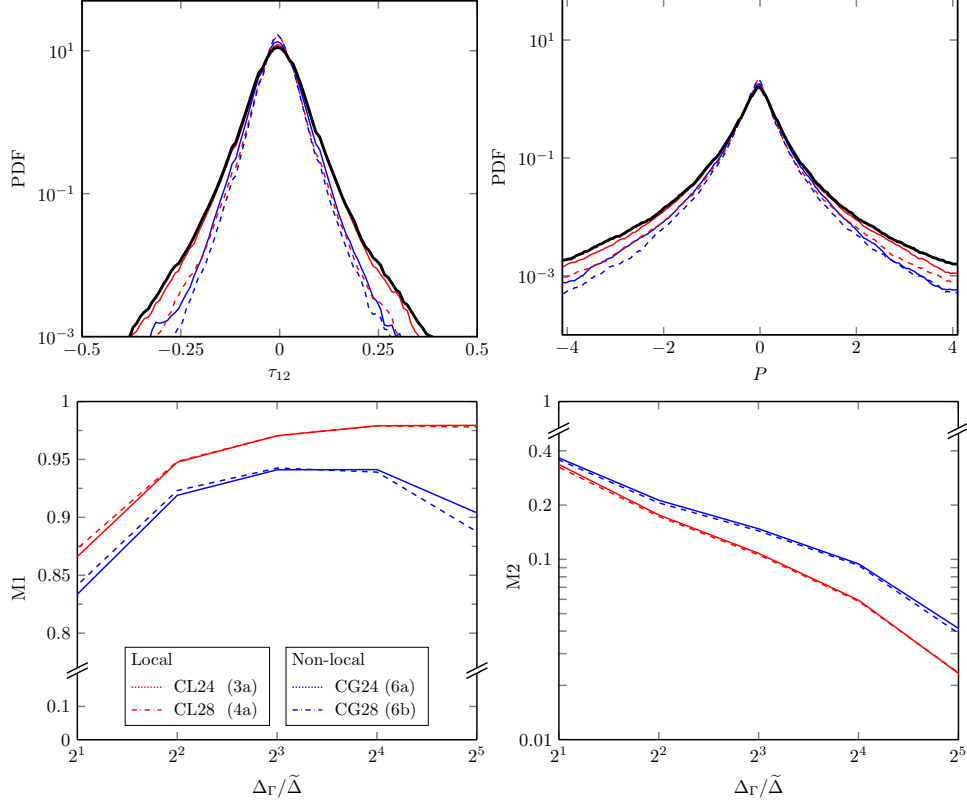 PDF
10^1
10^−1
10^−3
−0.5
−0.25
0
0.25
0.5
τ12
PDF
10^1
10^−1
10^−3
−4
−2
0
2
4
P
M1
1
0.95
0.9
0.85
0.8
0.1
0
Local
CL24 (3a)
CL28 (4a)
Non-local
CG24 (6a)
CG28 (6b)
2^1
2^2
2^3
2^4
2^5
Δ_Γ/Δ̃
M2
1
0.4
0.2
0.1
0.01
2^1
2^2
2^3
2^4
2^5
Δ_Γ/Δ̃